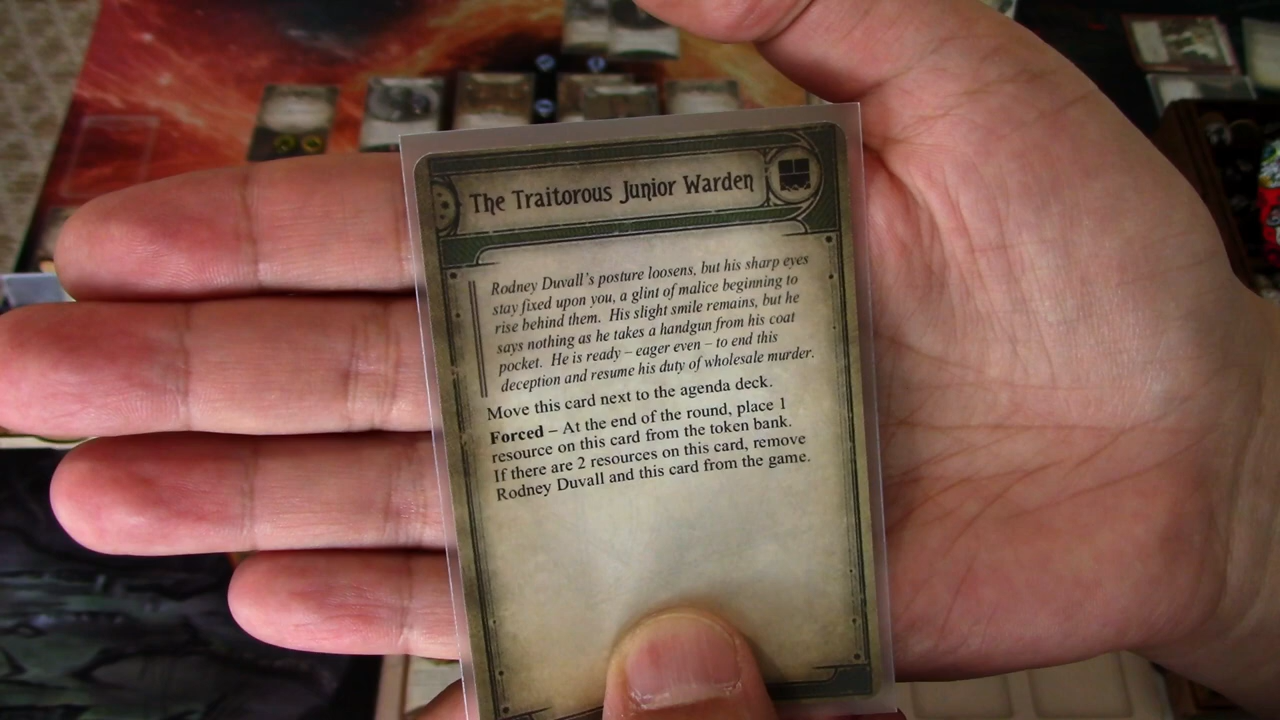 The Traitorous Junior Warden
Rodney Duvall's posture loosens, but his sharp eyes
stay fixed upon you, a glint of malice beginning to
rise behind them. His slight smile remains, but he
says nothing as he takes a handgun from his coat
pocket. He is ready – eager even – to end this
deception and resume his duty of wholesale murder.
Move this card next to the agenda deck.
Forced – At the end of the round, place 1
resource on this card from the token bank.
If there are 2 resources on this card, remove
Rodney Duvall and this card from the game.